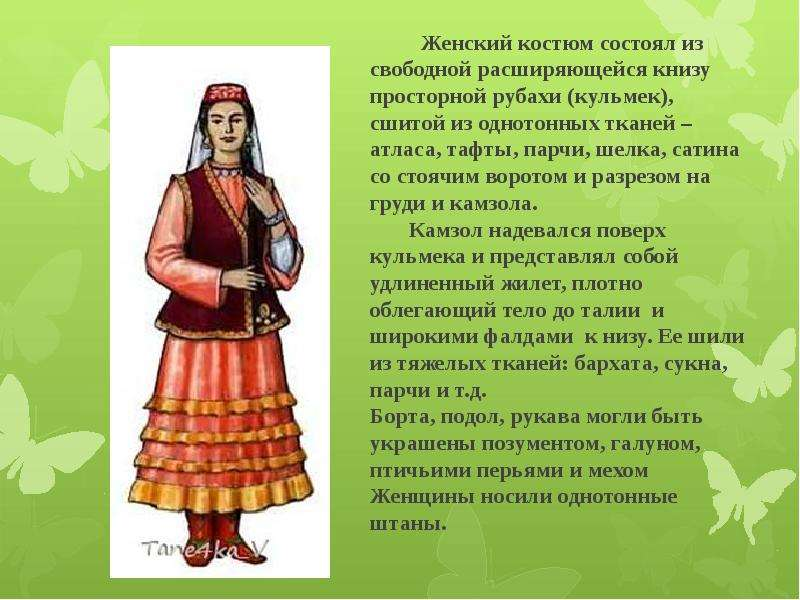 Женский костюм состоял из
свободной расширяющейся книзу
просторной рубахи (кульмек),
сшитой из однотонных тканей –
атласа, тафты, парчи, шелка, сатина
со стоячим воротом и разрезом на
груди и камзола.
Камзол надевался поверх
кульмека и представлял собой
удлиненный жилет, плотно
облегающий тело до талии и
широкими фалдами к низу. Ее шили
из тяжелых тканей: бархата, сукна,
парчи и т.д.
Борта, подол, рукава могли быть
украшены позументом, галуном,
птичьими перьями и мехом
Женщины носили однотонные
штаны.
Tane4ka_V